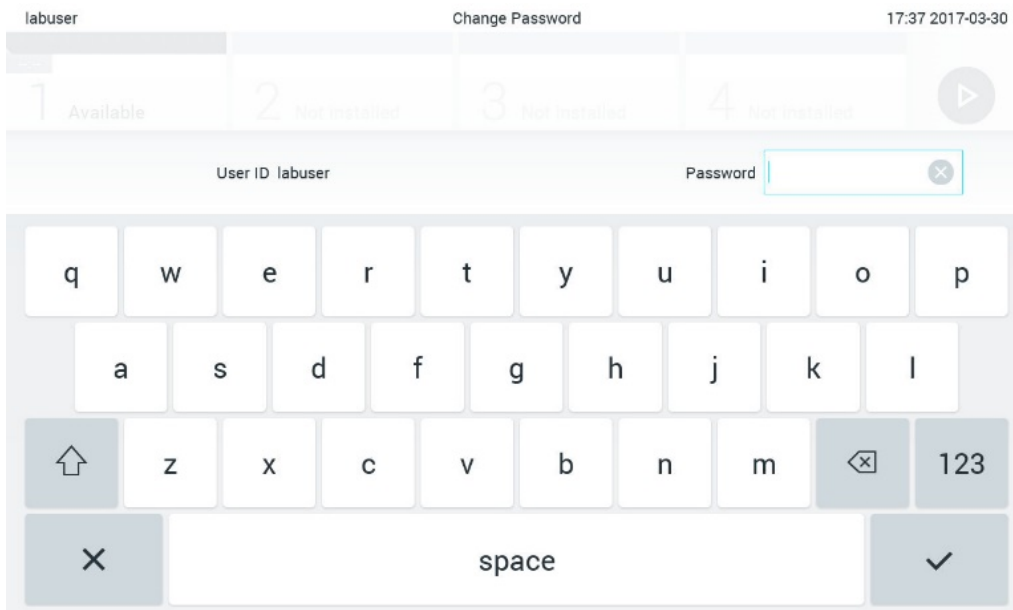 labuser Change Password 17:37 2017-03-30
1 Available 2 Not installed 3 Not installed 4 Not installed
User ID labuser Password
q w e r t y u i o p
a s d f g h j k l
z x c v b n m 123
space